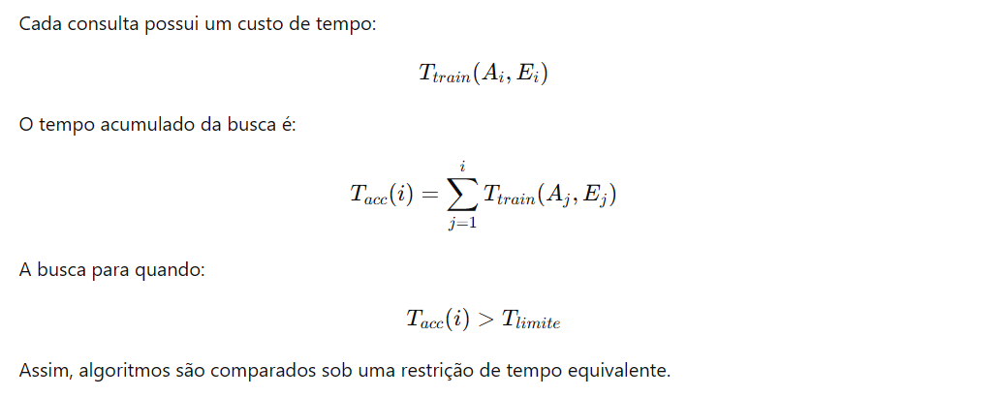 Cada consulta possui um custo de tempo:
T_{train}(A_i, E_i)
O tempo acumulado da busca é:
T_{acc}(i) = \sum_{j=1}^{i} T_{train}(A_j, E_j)
A busca para quando:
T_{acc}(i) > T_{limite}
Assim, algoritmos são comparados sob uma restrição de tempo equivalente.